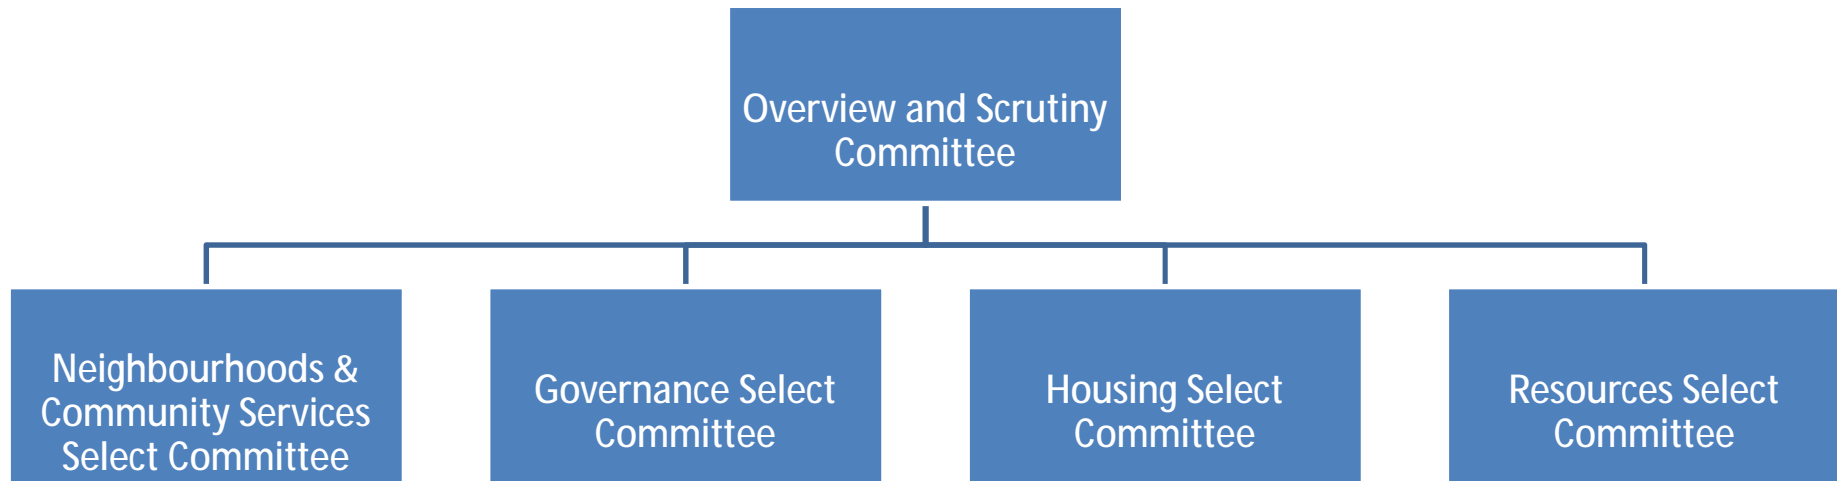 Overview and Scrutiny
Committee
Neighbourhoods &
Community Services
Select Committee
Governance Select
Committee
Housing Select
Committee
Resources Select
Committee